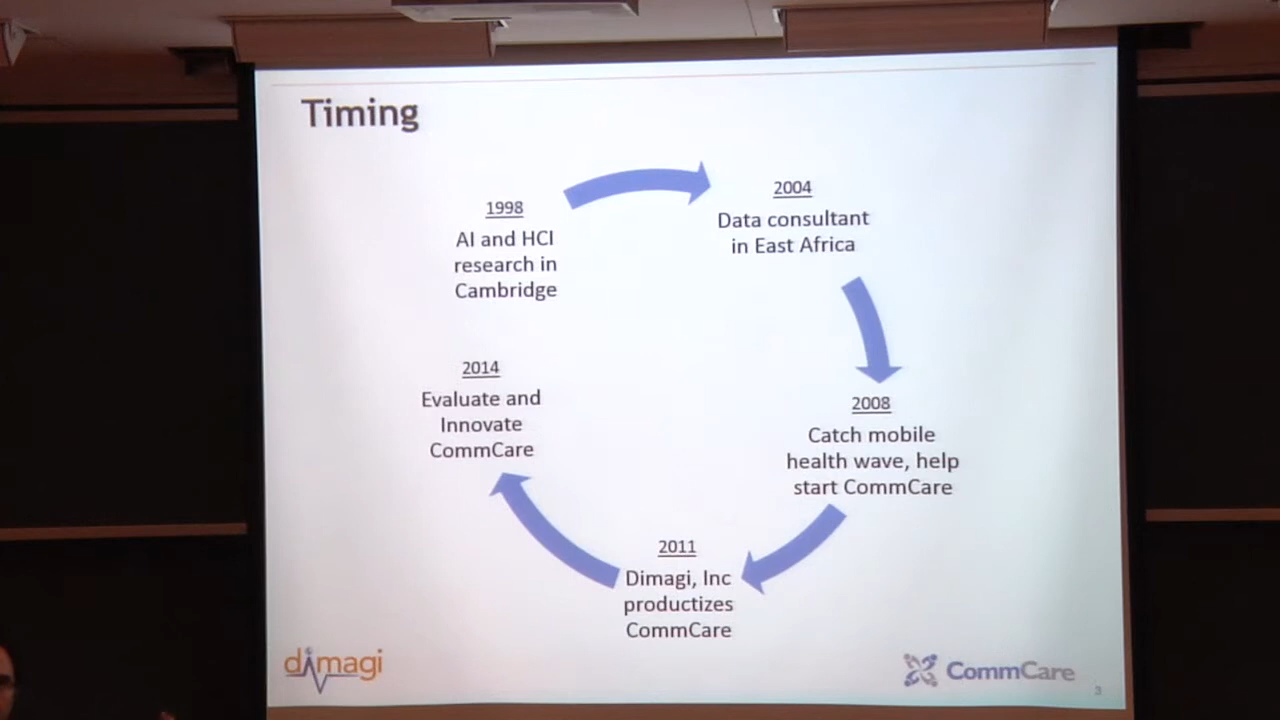 Timing
1998
AI and HCI
research in
Cambridge
2004
Data consultant
in East Africa
2008
Catch mobile
health wave, help
start CommCare
2011
Dimagi, Inc
productizes
CommCare
2014
Evaluate and
Innovate
CommCare
dimagi
CommCare
3